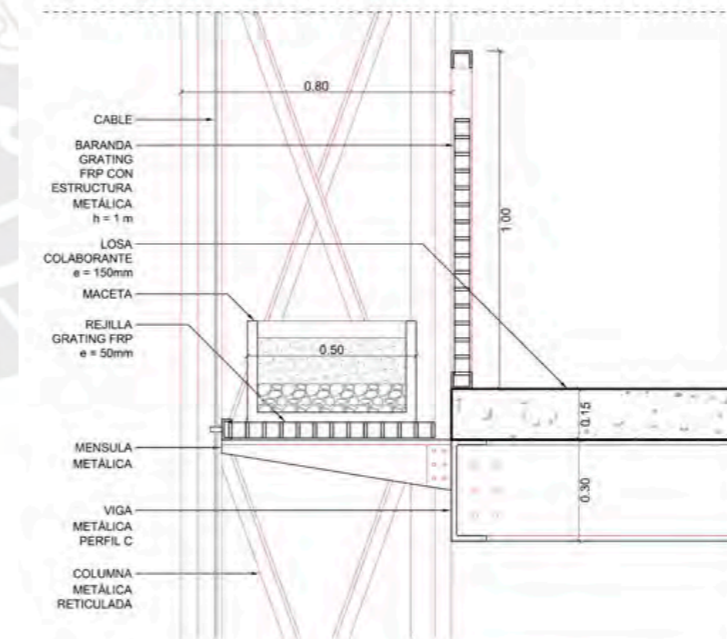 0.80
CABLE
BARANDA
GRATING
FRP CON
ESTRUCTURA
METÁLICA
h = 1 m
1.00
LOSA
COLABORANTE
e = 150mm
MACETA
REJILLA
GRATING FRP
e = 50mm
0.50
0.15
MENSULA
METÁLICA
0.30
VIGA
METÁLICA
PERFIL C
COLUMNA
METÁLICA
RETICULADA